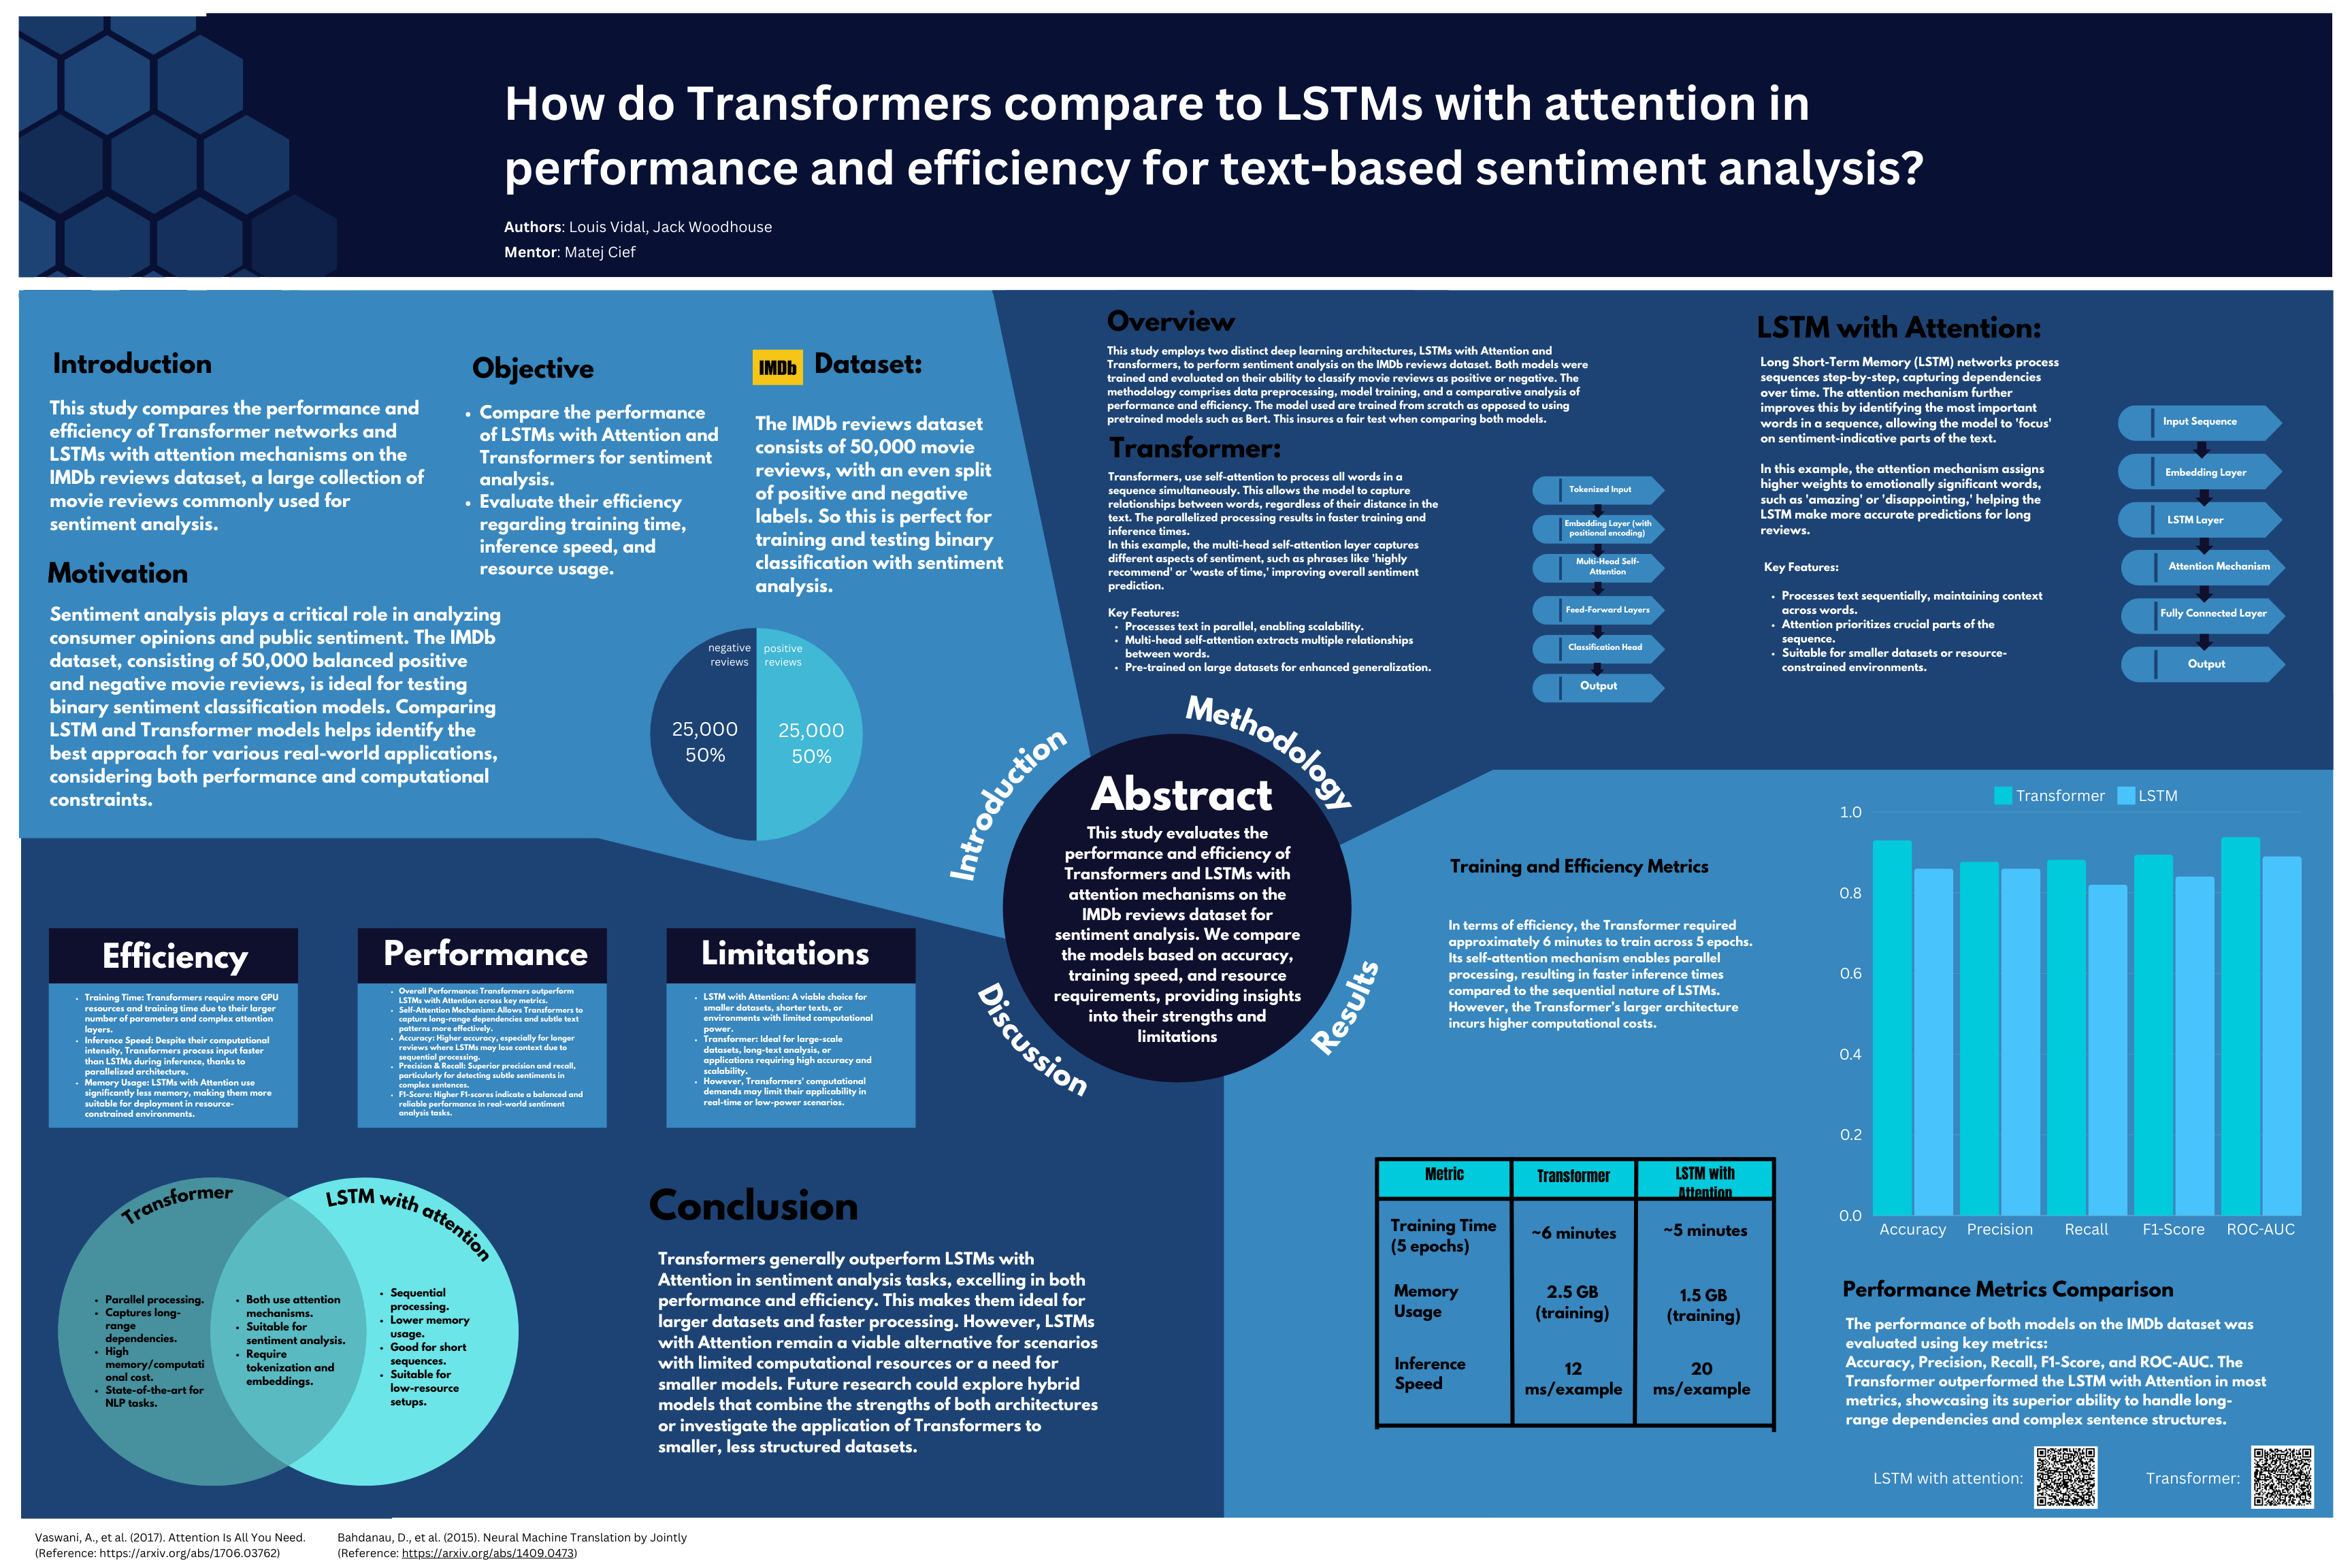 How do Transformers compare to LSTMs with attention in
performance and efficiency for text-based sentiment analysis?
Authors: Louis Vidal, Jack Woodhouse
Mentor: Matej Cief
Introduction
This study compares the performance and
efficiency of Transformer networks and
LSTMs with attention mechanisms on the
IMDb reviews dataset, a large collection of
movie reviews commonly used for
sentiment analysis.
Motivation
Sentiment analysis plays a critical role in analyzing
consumer opinions and public sentiment. The IMDb
dataset, consisting of 50,000 balanced positive
and negative movie reviews, is ideal for testing
binary sentiment classification models. Comparing
LSTM and Transformer models helps identify the
best approach for various real-world applications,
considering both performance and computational
constraints.
Objective
• Compare the performance
of LSTMs with Attention and
Transformers for sentiment
analysis.
• Evaluate their efficiency
regarding training time,
inference speed, and
resource usage.
IMDb Dataset:
The IMDb reviews dataset
consists of 50,000 movie
reviews, with an even split
of positive and negative
labels. So this is perfect for
training and testing binary
classification with sentiment
analysis.
negative
reviews
positive
reviews
25,000
50%
25,000
50%
Overview
This study employs two distinct deep learning architectures, LSTMs with Attention and
Transformers, to perform sentiment analysis on the IMDb reviews dataset. Both models were
trained and evaluated on their ability to classify movie reviews as positive or negative. The
methodology comprises data preprocessing, model training, and a comparative analysis of
performance and efficiency. The model used are trained from scratch as opposed to using
pretrained models such as Bert. This insures a fair test when comparing both models.
Transformer:
Transformers, use self-attention to process all words in a
sequence simultaneously. This allows the model to capture
relationships between words, regardless of their distance in the
text. The parallelized processing results in faster training and
inference times.
In this example, the multi-head self-attention layer captures
different aspects of sentiment, such as phrases like 'highly
recommend' or 'waste of time,' improving overall sentiment
prediction.
Key Features:
• Processes text in parallel, enabling scalability.
• Multi-head self-attention extracts multiple relationships
between words.
• Pre-trained on large datasets for enhanced generalization.
Tokenized Input
Embedding Layer (with
positional encoding)
Multi-Head Self-
Attention
Feed-Forward Layers
Classification Head
Output
LSTM with Attention:
Long Short-Term Memory (LSTM) networks process
sequences step-by-step, capturing dependencies
over time. The attention mechanism further
improves this by identifying the most important
words in a sequence, allowing the model to 'focus'
on sentiment-indicative parts of the text.
In this example, the attention mechanism assigns
higher weights to emotionally significant words,
such as 'amazing' or 'disappointing,' helping the
LSTM make more accurate predictions for long
reviews.
Key Features:
• Processes text sequentially, maintaining context
across words.
• Attention prioritizes crucial parts of the
sequence.
• Suitable for smaller datasets or resource-
constrained environments.
Input Sequence
Embedding Layer
LSTM Layer
Attention Mechanism
Fully Connected Layer
Output
Introduction
Methodology
Discussion
Results
Abstract
This study evaluates the
performance and efficiency of
Transformers and LSTMs with
attention mechanisms on the
IMDb reviews dataset for
sentiment analysis. We compare
the models based on accuracy,
training speed, and resource
requirements, providing insights
into their strengths and
limitations
Efficiency
• Training Time: Transformers require more GPU
resources and training time due to their larger
number of parameters and complex attention
layers.
• Inference Speed: Despite their computational
intensity, Transformers process input faster
than LSTMs during inference, thanks to
parallelized architecture.
• Memory Usage: LSTMs with Attention use
significantly less memory, making them more
suitable for deployment in resource-
constrained environments.
Performance
• Overall Performance: Transformers outperform
LSTMs with Attention across key metrics.
• Self-Attention Mechanism: Allows Transformers to
capture long-range dependencies and subtle text
patterns more effectively.
• Accuracy: Higher accuracy, especially for longer
reviews where LSTMs may lose context due to
sequential processing.
• Precision & Recall: Superior precision and recall,
particularly for detecting subtle sentiments in
complex sentences.
• F1-Score: Higher F1-scores indicate a balanced and
reliable performance in real-world sentiment
analysis tasks.
Limitations
• LSTM with Attention: A viable choice for
smaller datasets, shorter texts, or
environments with limited computational
power.
• Transformer: Ideal for large-scale
datasets, long-text analysis, or
applications requiring high accuracy and
scalability.
• However, Transformers' computational
demands may limit their applicability in
real-time or low-power scenarios.
Transformer
• Parallel processing.
• Captures long-
range
dependencies.
• High
memory/computati
onal cost.
• State-of-the-art for
NLP tasks.
• Both use attention
mechanisms.
• Suitable for
sentiment analysis.
• Require
tokenization and
embeddings.
LSTM with attention
• Sequential
processing.
• Lower memory
usage.
• Good for short
sequences.
• Suitable for
low-resource
setups.
Conclusion
Transformers generally outperform LSTMs with
Attention in sentiment analysis tasks, excelling in both
performance and efficiency. This makes them ideal for
larger datasets and faster processing. However, LSTMs
with Attention remain a viable alternative for scenarios
with limited computational resources or a need for
smaller models. Future research could explore hybrid
models that combine the strengths of both architectures
or investigate the application of Transformers to
smaller, less structured datasets.
Training and Efficiency Metrics
In terms of efficiency, the Transformer required
approximately 6 minutes to train across 5 epochs.
Its self-attention mechanism enables parallel
processing, resulting in faster inference times
compared to the sequential nature of LSTMs.
However, the Transformer's larger architecture
incurs higher computational costs.
Metric Transformer LSTM with
Attention
Training Time
(5 epochs)
~6 minutes
~5 minutes
Memory
Usage
2.5 GB
(training)
1.5 GB
(training)
Inference
Speed
12
ms/example
20
ms/example
Transformer LSTM
1.0
0.8
0.6
0.4
0.2
0.0
Accuracy Precision Recall F1-Score ROC-AUC
Performance Metrics Comparison
The performance of both models on the IMDb dataset was
evaluated using key metrics:
Accuracy, Precision, Recall, F1-Score, and ROC-AUC. The
Transformer outperformed the LSTM with Attention in most
metrics, showcasing its superior ability to handle long-
range dependencies and complex sentence structures.
LSTM with attention:
Transformer:
Vaswani, A., et al. (2017). Attention Is All You Need.
(Reference: https://arxiv.org/abs/1706.03762)
Bahdanau, D., et al. (2015). Neural Machine Translation by Jointly
(Reference: https://arxiv.org/abs/1409.0473)